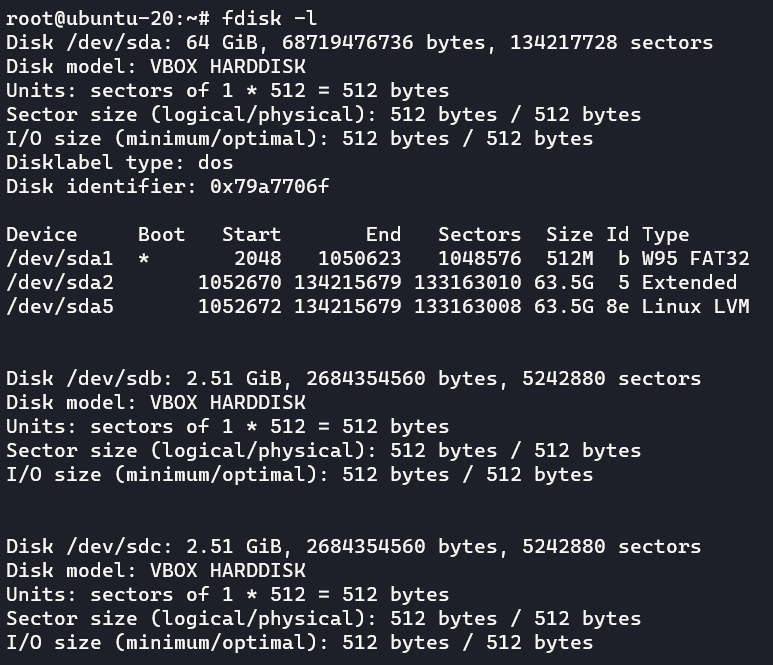 root@ubuntu-20:~# fdisk -l
Disk /dev/sda: 64 GiB, 68719476736 bytes, 134217728 sectors
Disk model: VBOX HARDDISK
Units: sectors of 1 * 512 = 512 bytes
Sector size (logical/physical): 512 bytes / 512 bytes
I/O size (minimum/optimal): 512 bytes / 512 bytes
Disklabel type: dos
Disk identifier: 0x79a7706f

Device     Boot   Start       End   Sectors  Size Id Type
/dev/sda1  *       2048   1050623   1048576  512M  b W95 FAT32
/dev/sda2       1052670 134215679 133163010 63.5G  5 Extended
/dev/sda5       1052672 134215679 133163008 63.5G 8e Linux LVM


Disk /dev/sdb: 2.51 GiB, 2684354560 bytes, 5242880 sectors
Disk model: VBOX HARDDISK
Units: sectors of 1 * 512 = 512 bytes
Sector size (logical/physical): 512 bytes / 512 bytes
I/O size (minimum/optimal): 512 bytes / 512 bytes


Disk /dev/sdc: 2.51 GiB, 2684354560 bytes, 5242880 sectors
Disk model: VBOX HARDDISK
Units: sectors of 1 * 512 = 512 bytes
Sector size (logical/physical): 512 bytes / 512 bytes
I/O size (minimum/optimal): 512 bytes / 512 bytes